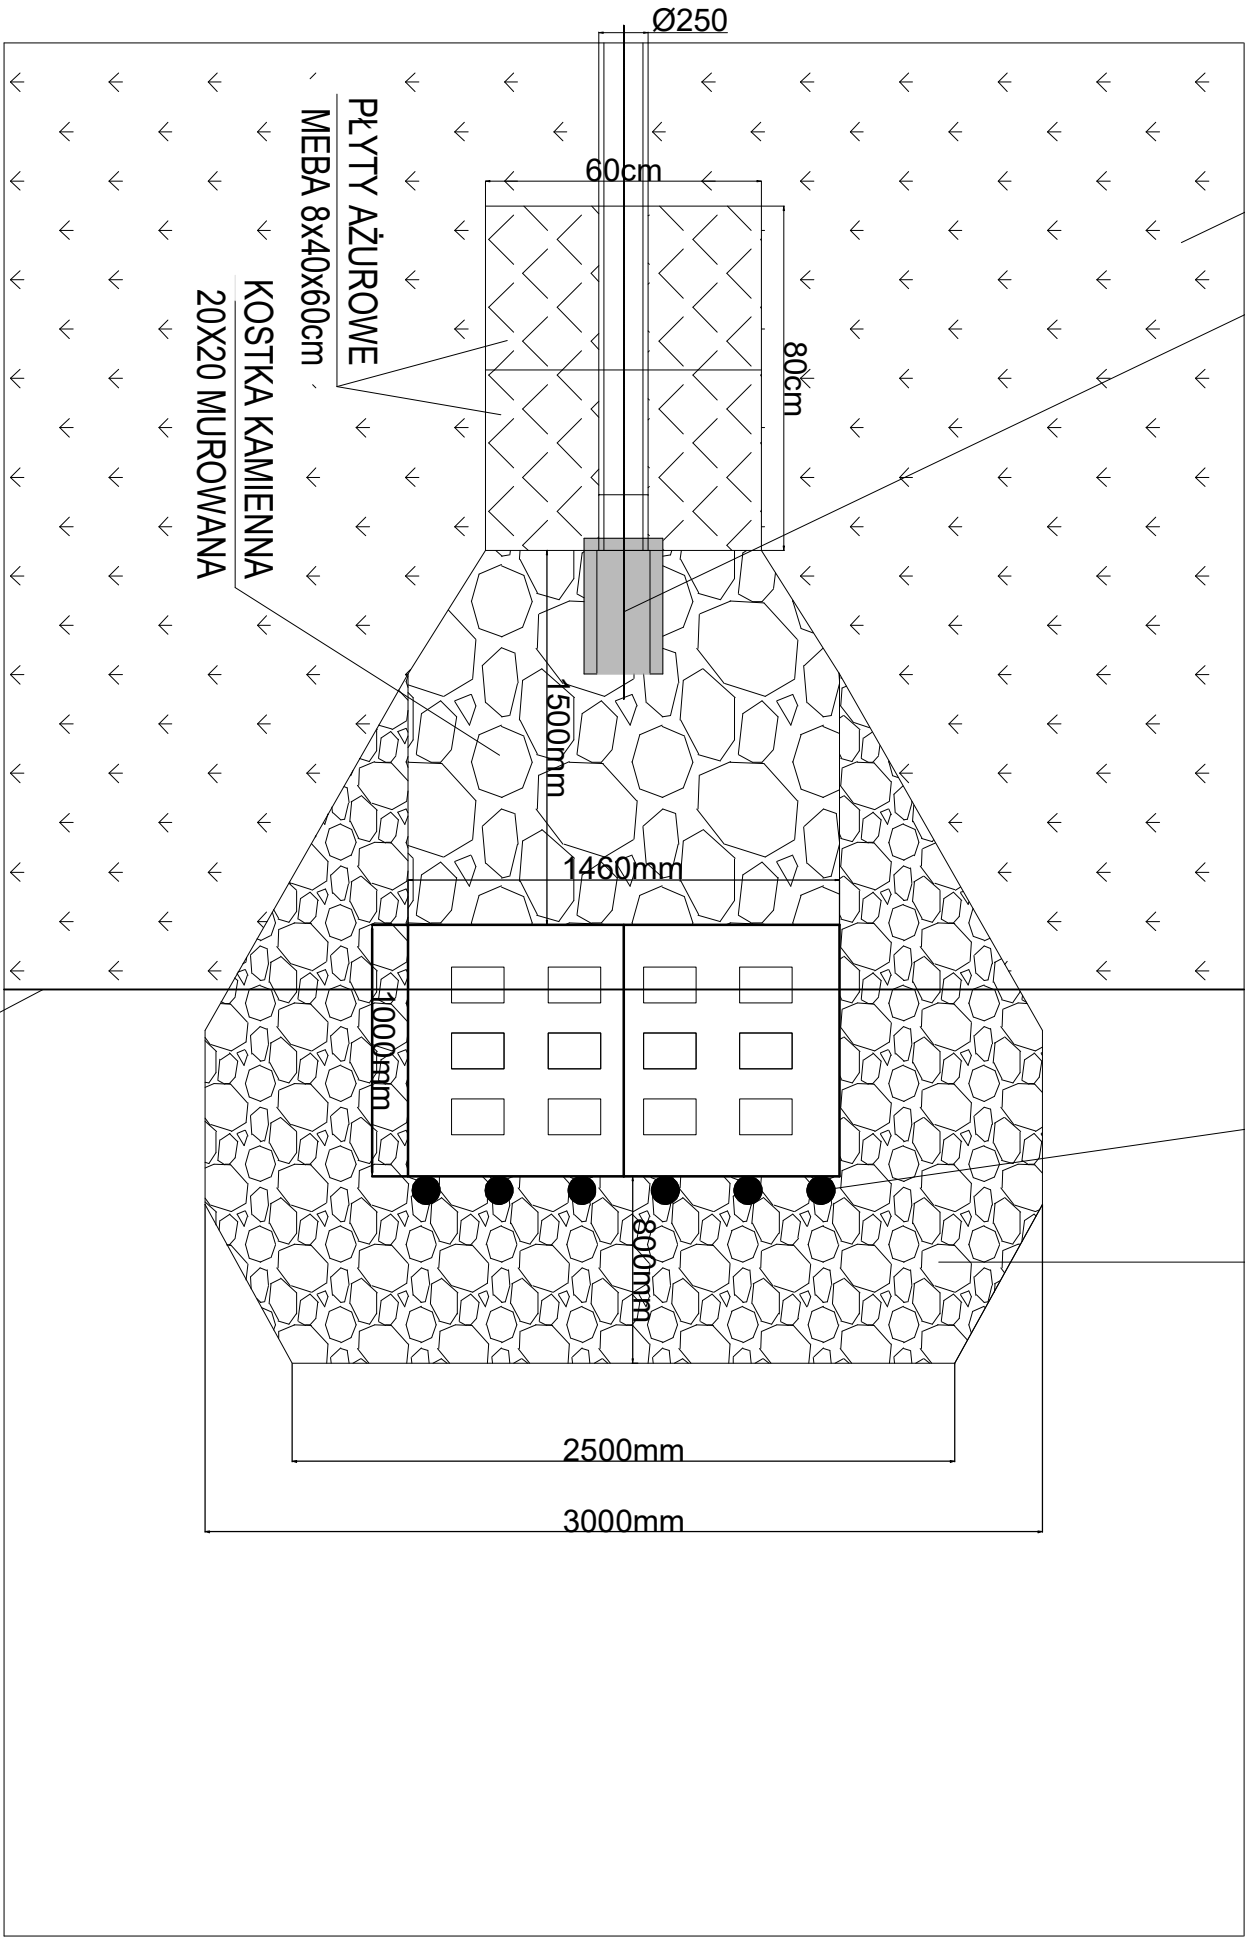 Ø250
60cm
80cm
PŁYTY AŻUROWE
MEBA 8x40x60cm
KOSTKA KAMIENNA
20X20 MUROWANA
1500mm
1460mm
1000mm
800mm
2500mm
3000mm